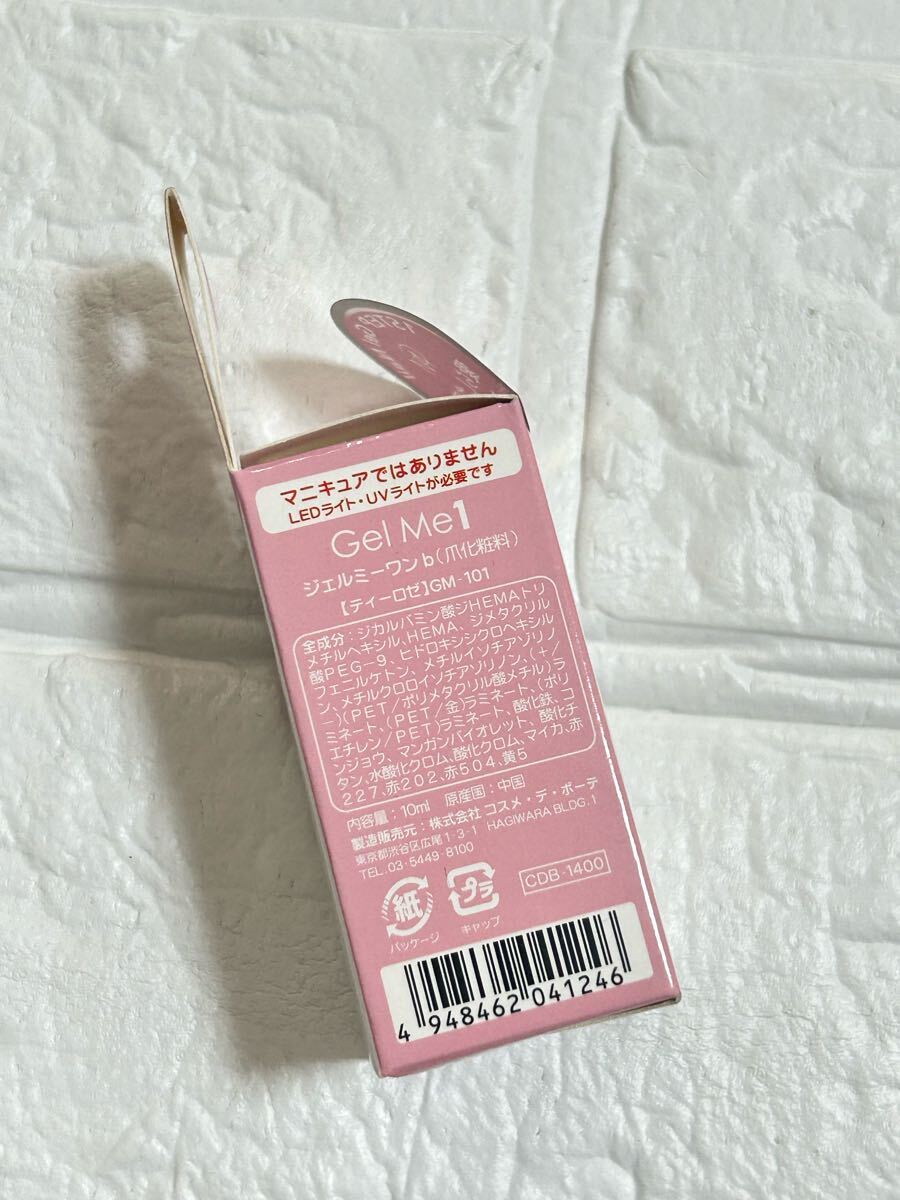 マニキュアではありません
LEDライト・UVライトが必要です
Gel Me1
ジェルミーワンb(爪化粧料)
【ティーロゼ】GM-101
全成分：ジカルバミン酸ジHEMAトリ
メチルヘキシル、HEMA、ジメタクリル
酸PEG-9、ヒドロキシシクロヘキシル
フェニルケトン、メチルイソチアゾリノ
ン、メチルクロロイソチアゾリノン、(+/
-)(PET/ポリメタクリル酸メチル)ラ
ミネート、(PET/金)ラミネート、(ポリ
エチレン/PET)ラミネート、酸化鉄、コ
ンジョウ、マンガンバイオレット、酸化チ
タン、水酸化クロム、酸化クロム、マイカ、赤
227、赤202、赤504、黄5
内容量：10ml 原産国：中国
製造販売元：株式会社 コスメ・デ・ボーテ
東京都渋谷区広尾1-3-1 HAGIWARA BLDG.1
TEL.03-5449-8100
紙
パッケージ
プラ
キャップ
CDB-1400
4 948462 041246